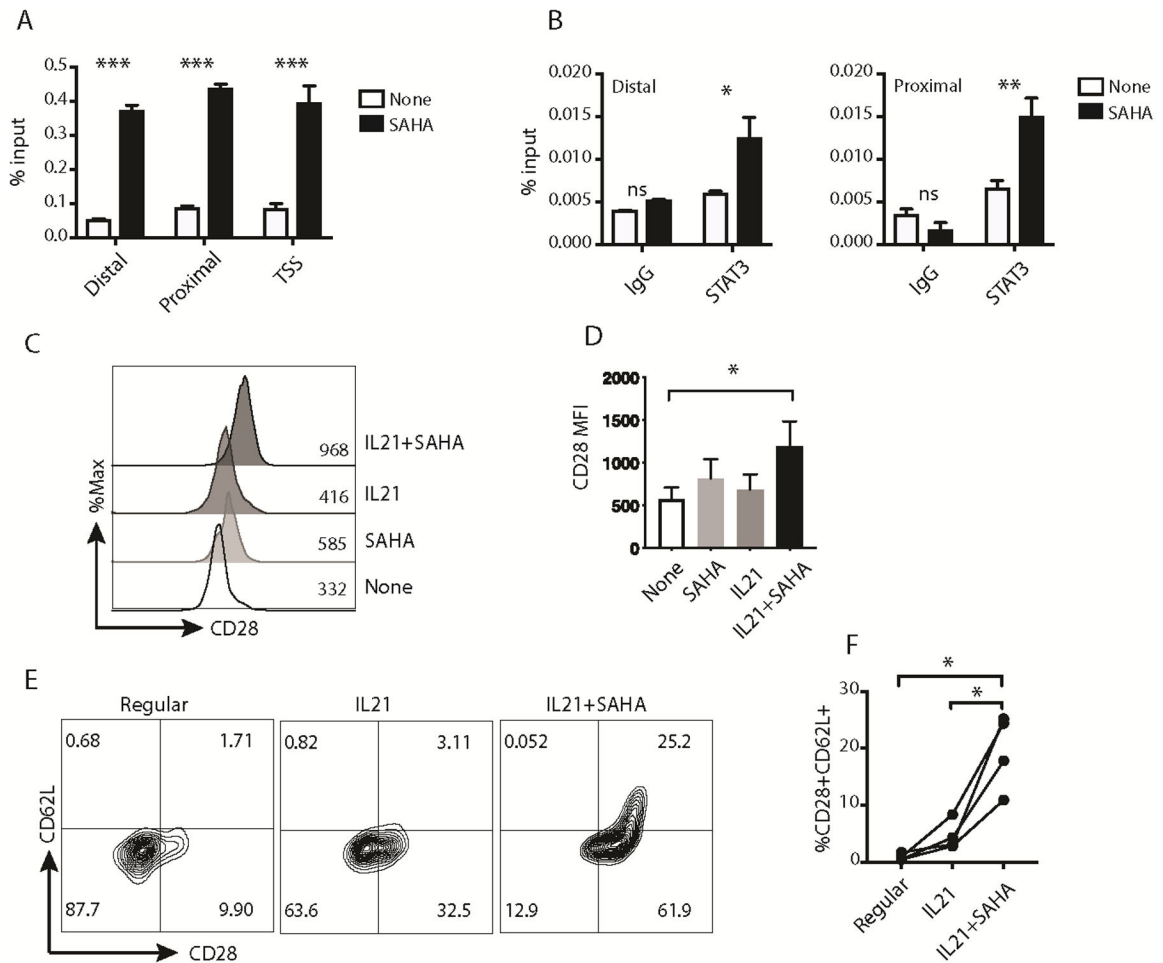 A
0.5
0.4
0.3
0.2
0.1
0.0
% input
*** *** ***
None
SAHA
Distal
Proximal
TSS
B
0.020
0.015
0.010
0.005
0.000
% input
Distal
*
ns
IgG
STAT3
0.020
0.015
0.010
0.005
0.000
Proximal
**
ns
None
SAHA
IgG
STAT3
C
%Max
968 IL21+SAHA
416 IL21
585 SAHA
332 None
CD28
D
2000
1500
1000
500
0
CD28 MFI
*
None
SAHA
IL21
IL21+SAHA
E
Regular
0.68 1.71
87.7 9.90
IL21
0.82 3.11
63.6 32.5
IL21+SAHA
0.052 25.2
12.9 61.9
CD62L
CD28
F
30
20
10
0
%CD28+CD62L+
*
*
Regular
IL21
IL21+SAHA